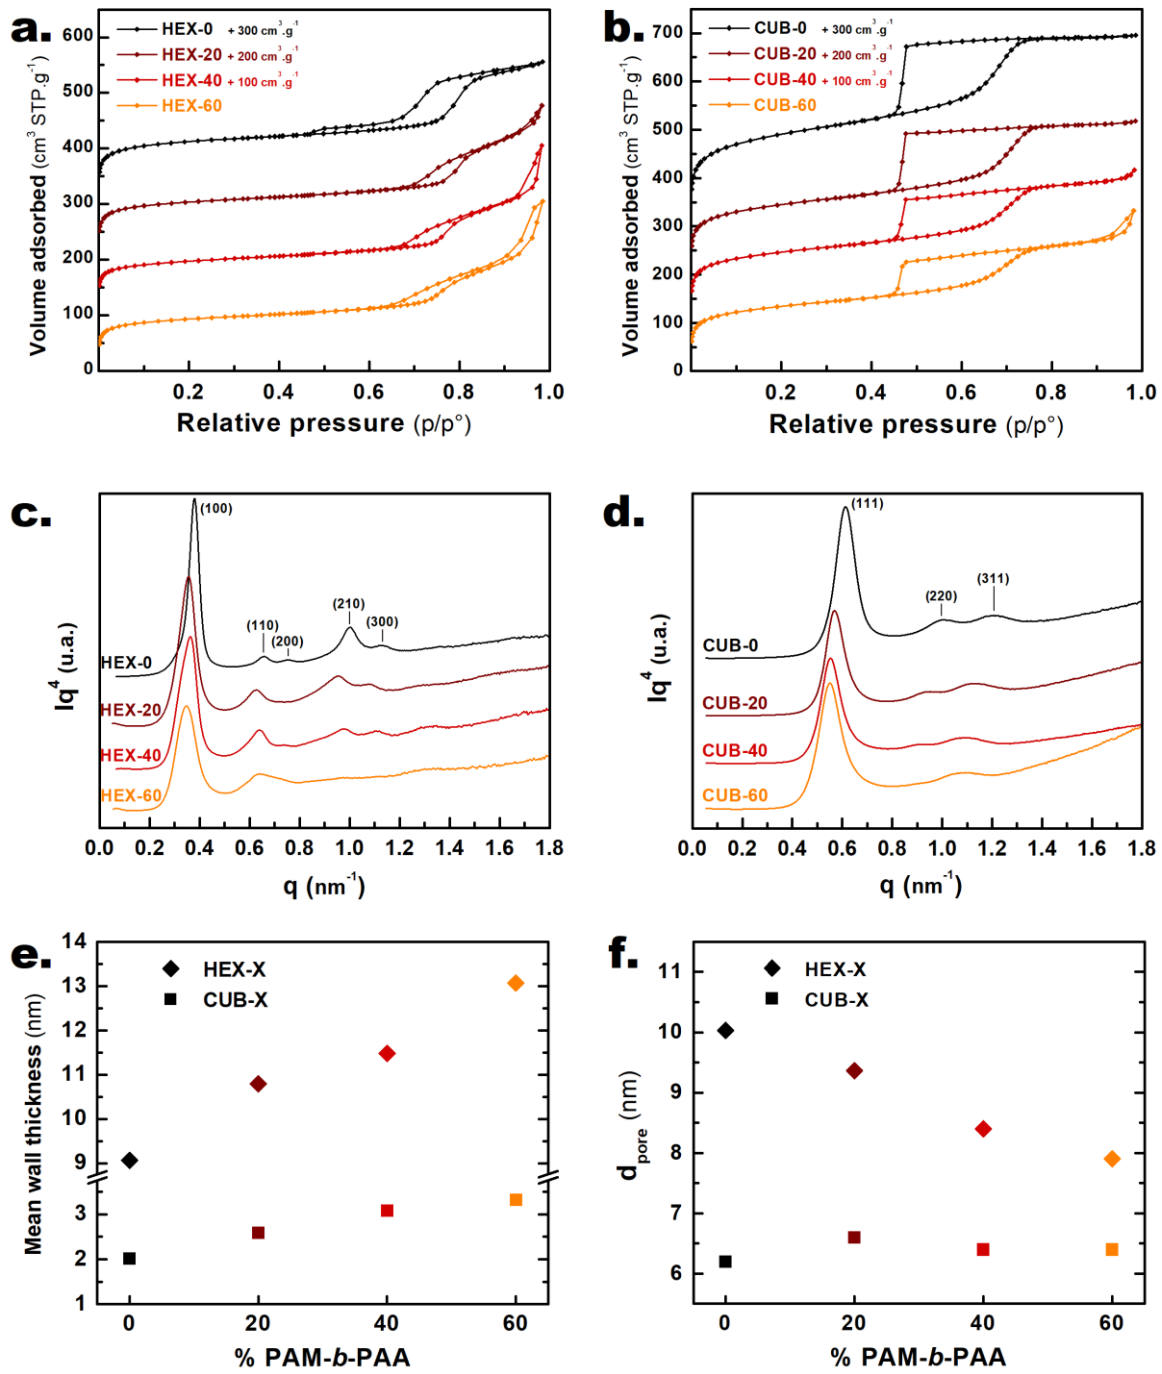 a.
600
500
400
300
200
100
0
Volume adsorbed (cm³ STP.g⁻¹)
HEX-0 + 300 cm³.g⁻¹
HEX-20 + 200 cm³.g⁻¹
HEX-40 + 100 cm³.g⁻¹
HEX-60
0.2 0.4 0.6 0.8 1.0
Relative pressure (p/p°)
b.
700
600
500
400
300
200
100
0
Volume adsorbed (cm³ STP.g⁻¹)
CUB-0 + 300 cm³.g⁻¹
CUB-20 + 200 cm³.g⁻¹
CUB-40 + 100 cm³.g⁻¹
CUB-60
0.2 0.4 0.6 0.8 1.0
Relative pressure (p/p°)
c.
Iq⁴ (u.a.)
(100)
(110)
(200)
(210)
(300)
HEX-0
HEX-20
HEX-40
HEX-60
0.0 0.2 0.4 0.6 0.8 1.0 1.2 1.4 1.6 1.8
q (nm⁻¹)
d.
Iq⁴ (u.a.)
(111)
(220)
(311)
CUB-0
CUB-20
CUB-40
CUB-60
0.0 0.2 0.4 0.6 0.8 1.0 1.2 1.4 1.6 1.8
q (nm⁻¹)
e.
14
13
12
11
10
9
3
2
1
Mean wall thickness (nm)
HEX-X
CUB-X
0 20 40 60
% PAM-b-PAA
f.
11
10
9
8
7
6
d_pore (nm)
HEX-X
CUB-X
0 20 40 60
% PAM-b-PAA